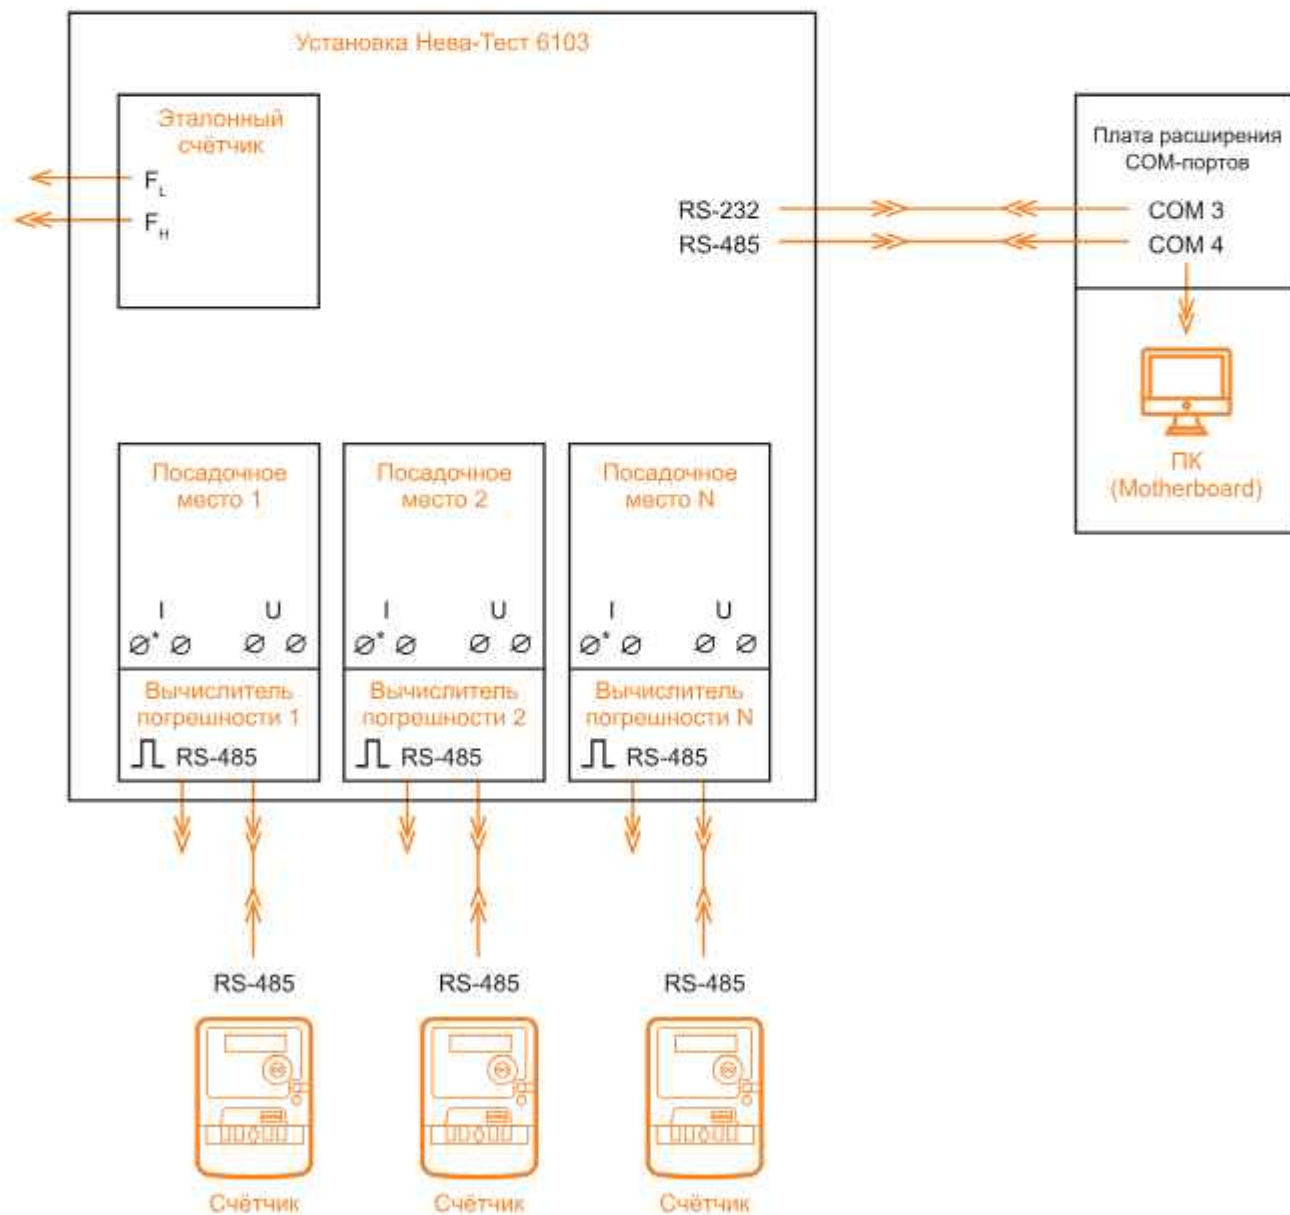 Установка Нева-Тест 6103
Эталонный
счётчик
F_L
F_H
RS-232
RS-485
Плата расширения
COM-портов
COM 3
COM 4
ПК
(Motherboard)
Посадочное
место 1
I U
* 
Вычислитель
погрешности 1
RS-485
Посадочное
место 2
I U
*
Вычислитель
погрешности 2
RS-485
Посадочное
место N
I U
*
Вычислитель
погрешности N
RS-485
RS-485
Счётчик
RS-485
Счётчик
RS-485
Счётчик